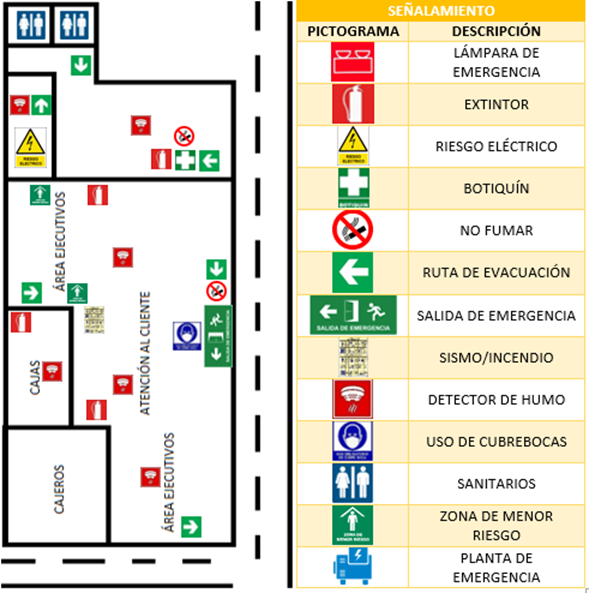 SEÑALAMIENTO
PICTOGRAMA
DESCRIPCIÓN
LÁMPARA DE
EMERGENCIA
EXTINTOR
RIESGO
ELÉCTRICO
RIESGO ELÉCTRICO
BOTIQUÍN
BOTIQUÍN
NO FUMAR
RUTA DE EVACUACIÓN
SALIDA DE EMERGENCIA
SALIDA DE EMERGENCIA
SISMO/INCENDIO
DETECTOR DE HUMO
USO DE CUBREBOCAS
SANITARIOS
ZONA DE
MENOR RIESGO
ZONA DE MENOR
RIESGO
PLANTA DE
EMERGENCIA
RIESGO
ELÉCTRICO
ÁREA EJECUTIVOS
ATENCIÓN AL CLIENTE
SALIDA DE EMERGENCIA
CAJAS
CAJEROS
ÁREA EJECUTIVOS